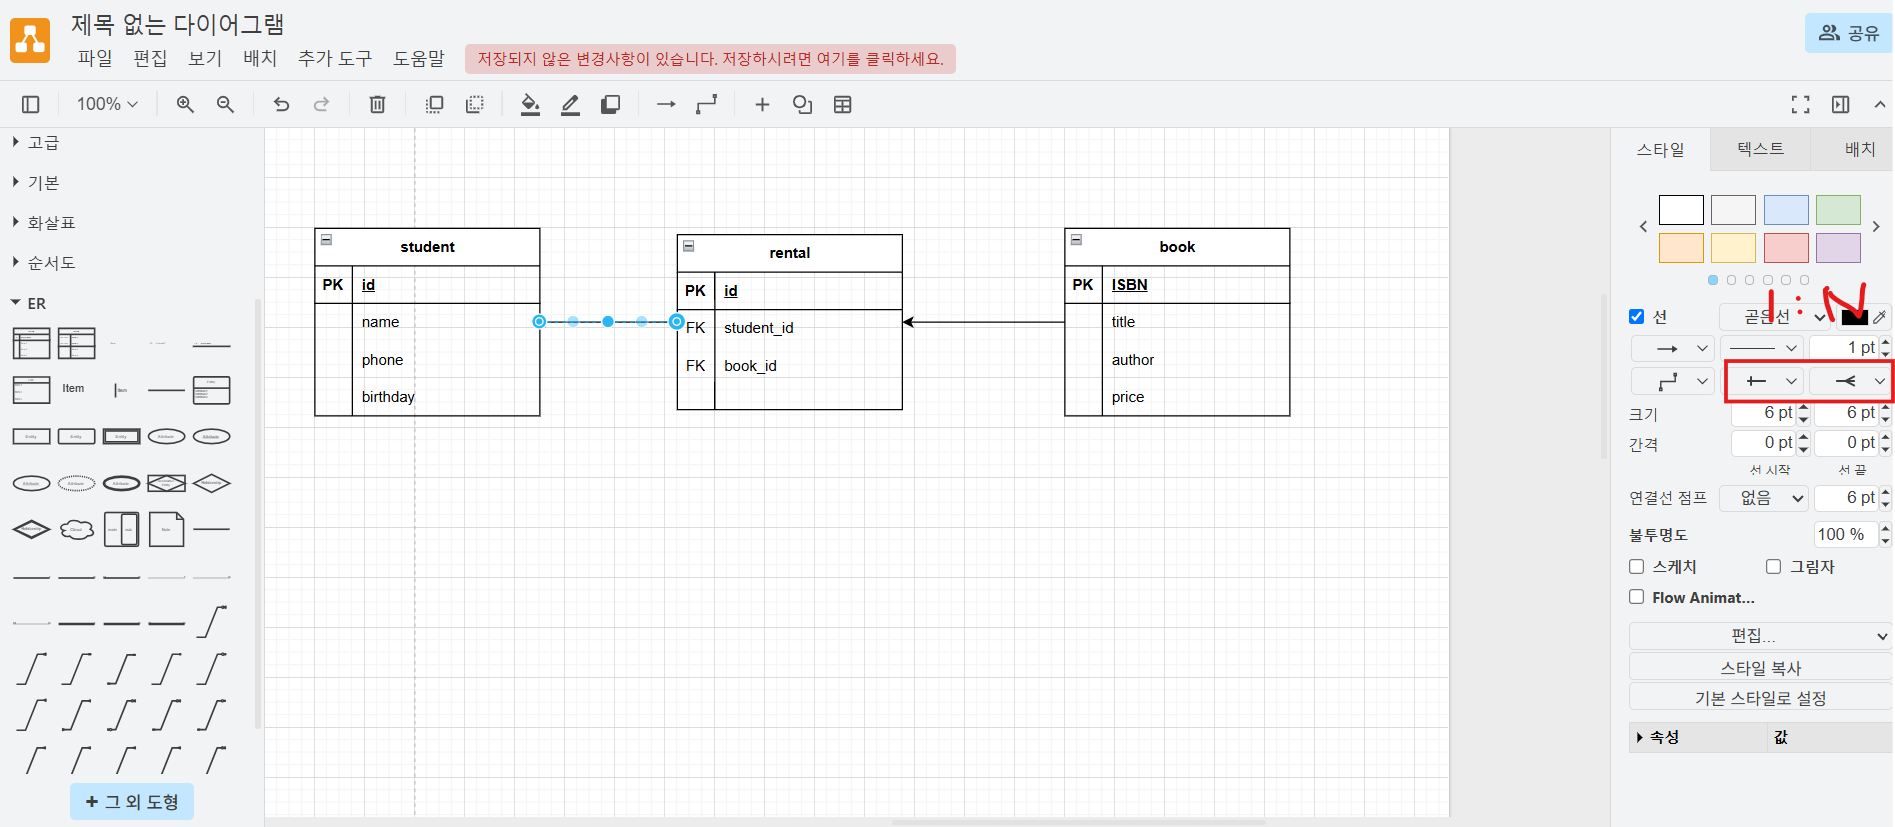 제목 없는 다이어그램
파일 편집 보기 배치 추가 도구 도움말 저장되지 않은 변경사항이 있습니다. 저장하시려면 여기를 클릭하세요.
공유
100%
고급
기본
화살표
순서도
ER
Item
+ 그 외 도형
student
PK id
name
phone
birthday
rental
PK id
FK student_id
FK book_id
book
PK ISBN
title
author
price
스타일 텍스트 배치
1 : N
선 곧은선
1 pt
크기 6 pt 6 pt
간격 0 pt 0 pt
선 시작 선 끝
연결선 점프 없음 6 pt
불투명도 100 %
스케치 그림자
Flow Animat...
편집...
스타일 복사
기본 스타일로 설정
속성 값